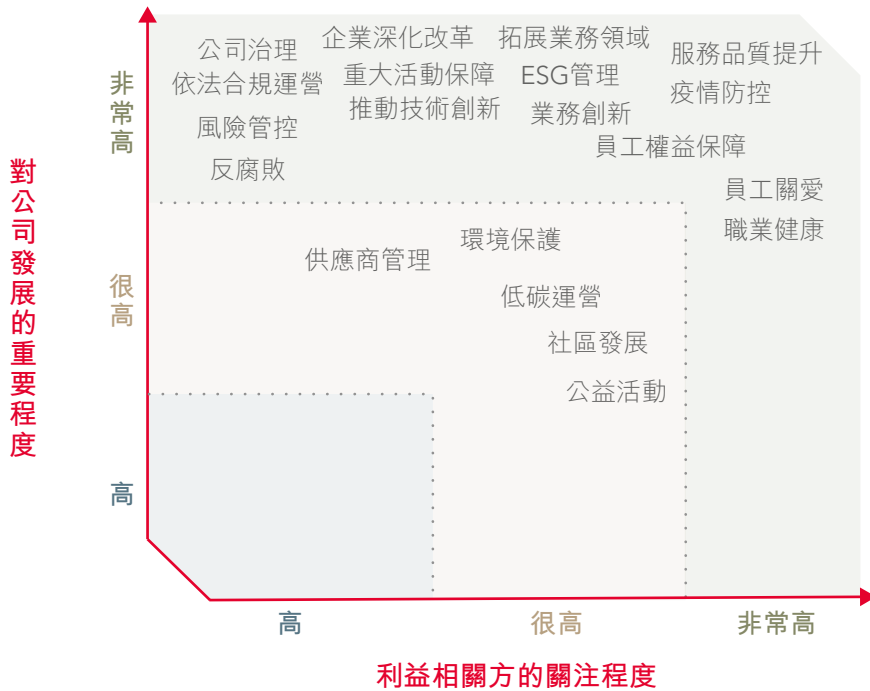 企業深化改革
拓展業務領域
公司治理
服務品質提升
依法合規運營
重大活動保障
ESG管理
疫情防控
推動技術創新
業務創新
風險管控
員工權益保障
反腐敗
員工關愛
職業健康
環境保護
供應商管理
低碳運營
社區發展
公益活動
對公司發展的重要程度
非常高
很高
高
高
很高
非常高
利益相關方的關注程度